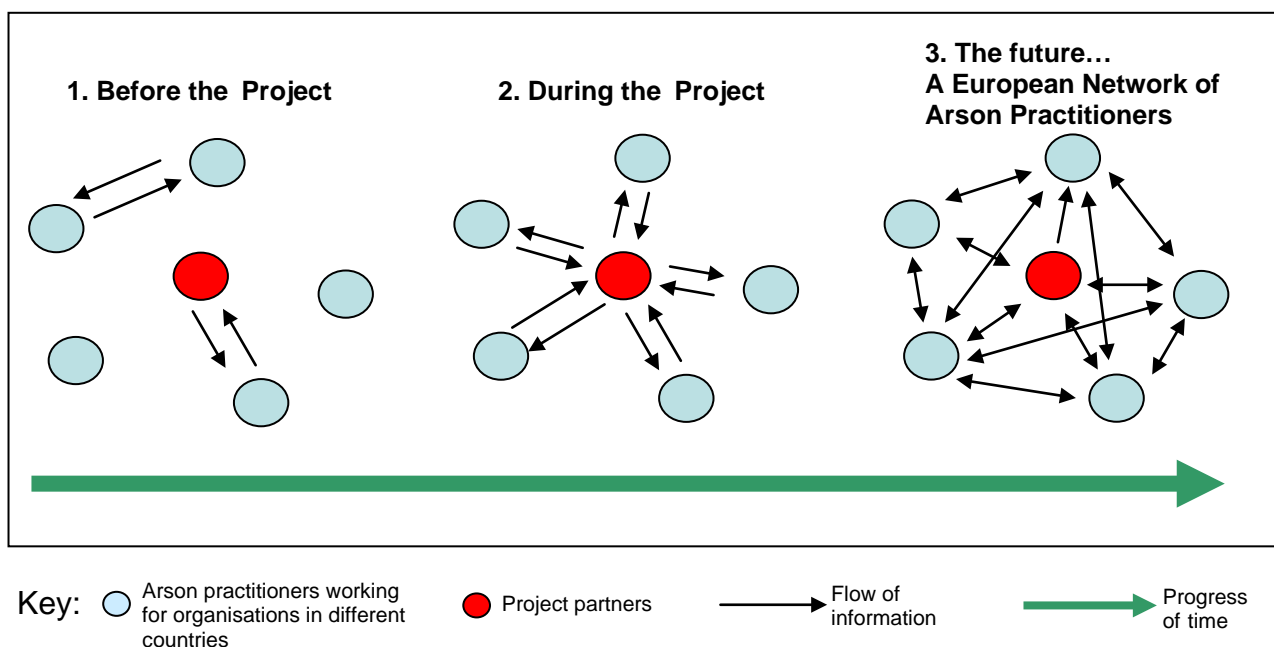 1. Before the Project
2. During the Project
3. The future…
A European Network of
Arson Practitioners
Key:
Arson practitioners working
for organisations in different
countries
Project partners
Flow of
information
Progress
of time